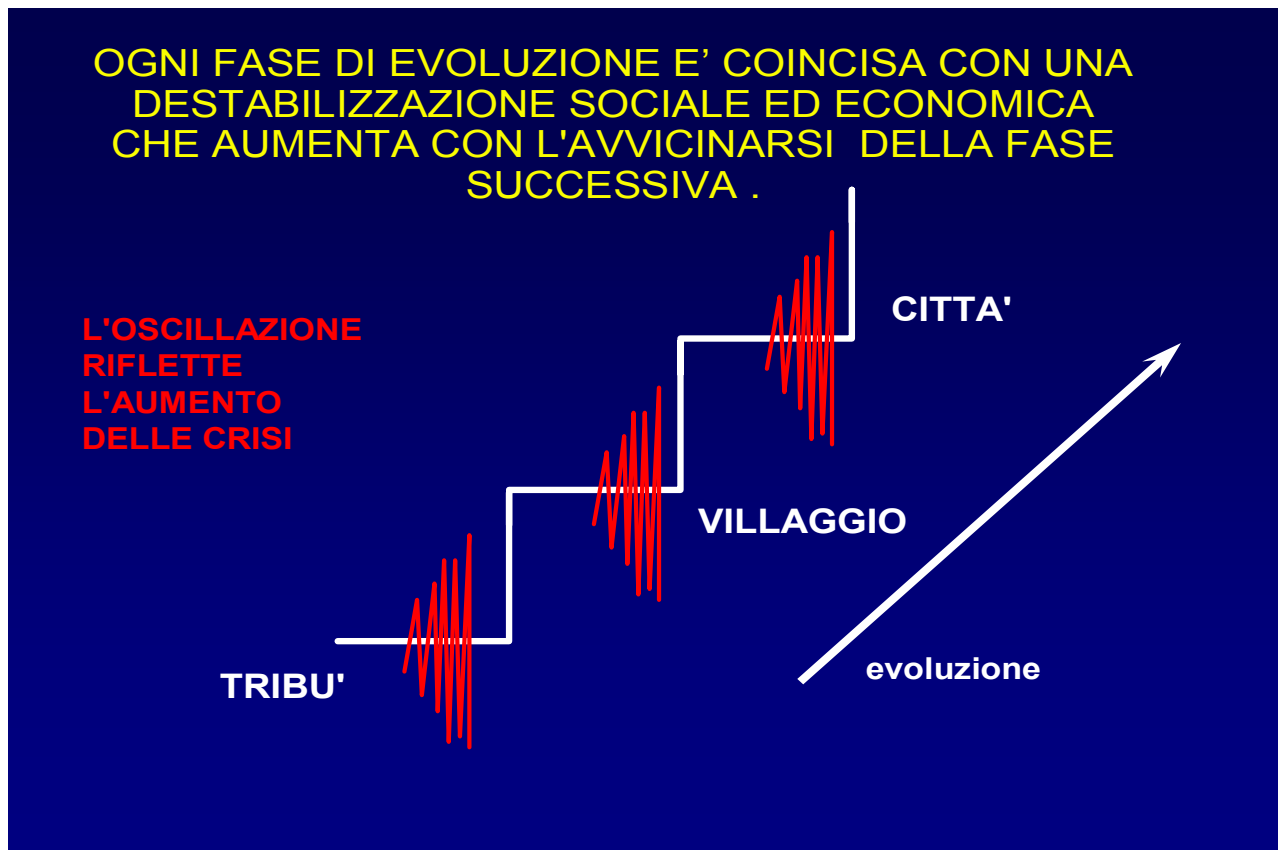 OGNI FASE DI EVOLUZIONE E’ COINCISA CON UNA
DESTABILIZZAZIONE SOCIALE ED ECONOMICA
CHE AUMENTA CON L'AVVICINARSI DELLA FASE
SUCCESSIVA .
L'OSCILLAZIONE
RIFLETTE
L'AUMENTO
DELLE CRISI
CITTA'
VILLAGGIO
TRIBU'
evoluzione